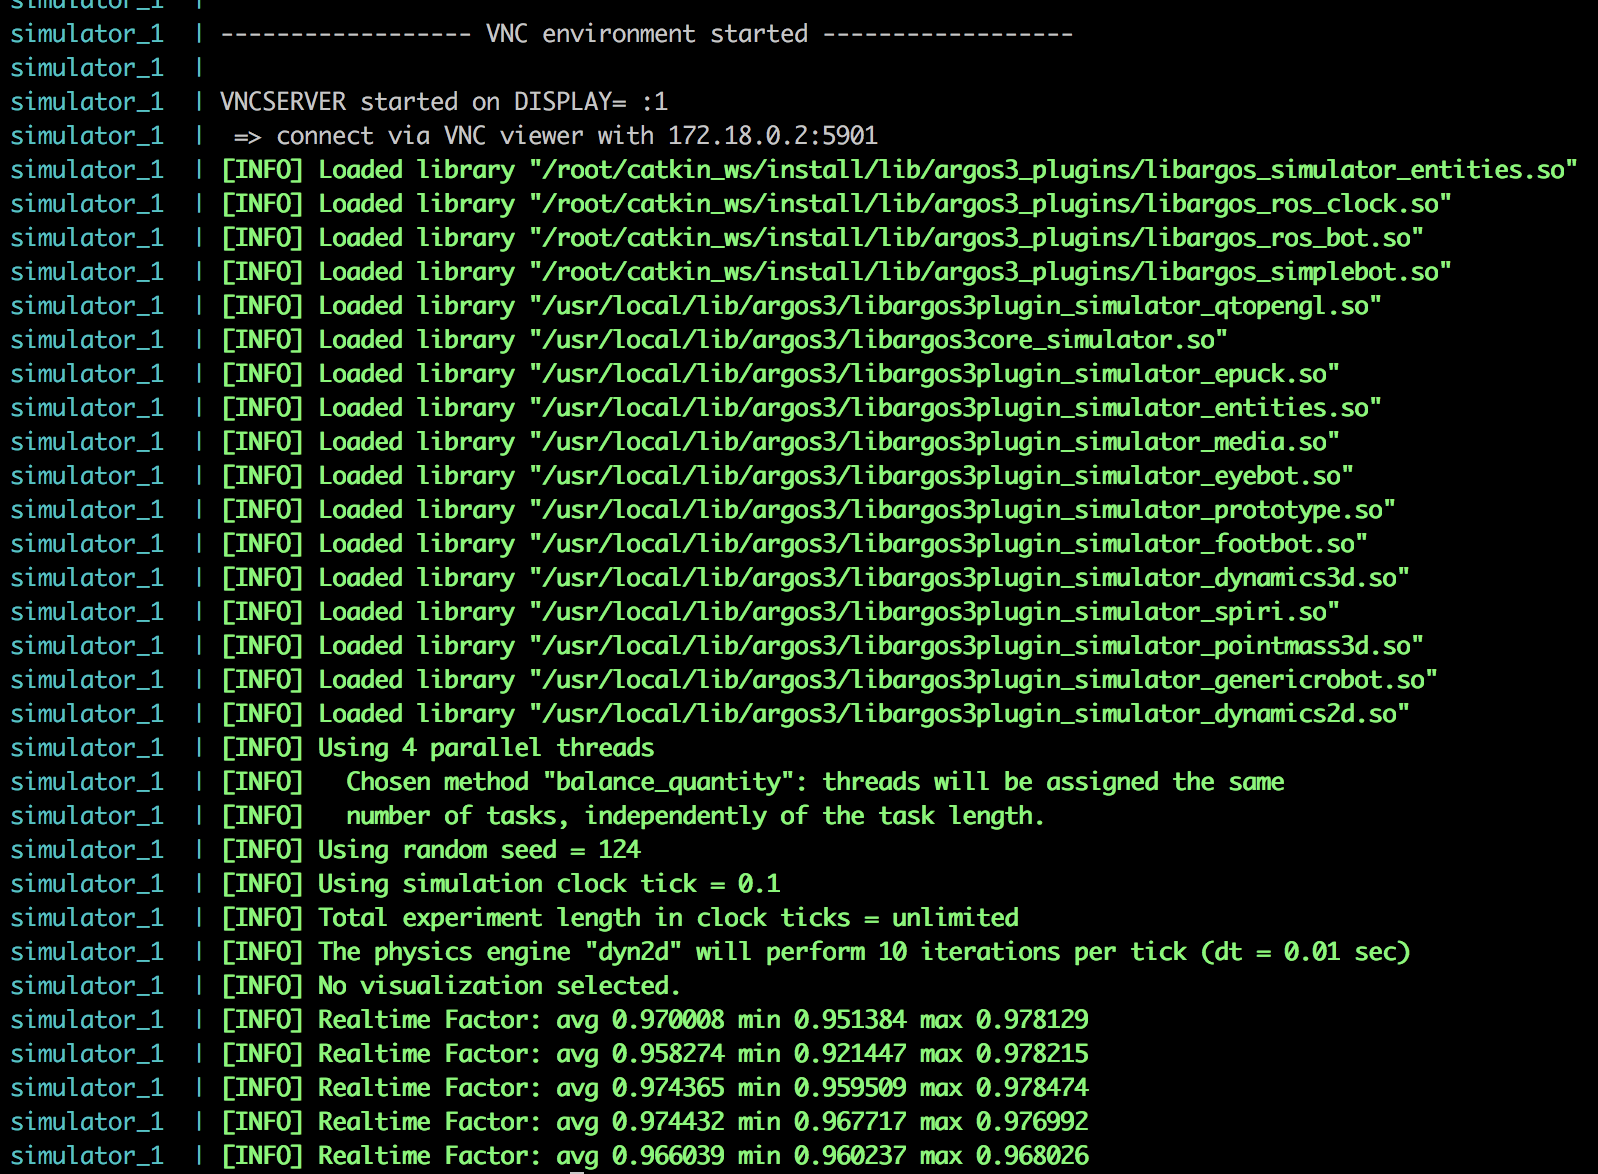 simulator_1 |
simulator_1 | ------------------ VNC environment started ------------------
simulator_1 |
simulator_1 | VNCSERVER started on DISPLAY= :1
simulator_1 |  => connect via VNC viewer with 172.18.0.2:5901
simulator_1 | [INFO] Loaded library "/root/catkin_ws/install/lib/argos3_plugins/libargos_simulator_entities.so"
simulator_1 | [INFO] Loaded library "/root/catkin_ws/install/lib/argos3_plugins/libargos_ros_clock.so"
simulator_1 | [INFO] Loaded library "/root/catkin_ws/install/lib/argos3_plugins/libargos_ros_bot.so"
simulator_1 | [INFO] Loaded library "/root/catkin_ws/install/lib/argos3_plugins/libargos_simplebot.so"
simulator_1 | [INFO] Loaded library "/usr/local/lib/argos3/libargos3plugin_simulator_qtopengl.so"
simulator_1 | [INFO] Loaded library "/usr/local/lib/argos3/libargos3core_simulator.so"
simulator_1 | [INFO] Loaded library "/usr/local/lib/argos3/libargos3plugin_simulator_epuck.so"
simulator_1 | [INFO] Loaded library "/usr/local/lib/argos3/libargos3plugin_simulator_entities.so"
simulator_1 | [INFO] Loaded library "/usr/local/lib/argos3/libargos3plugin_simulator_media.so"
simulator_1 | [INFO] Loaded library "/usr/local/lib/argos3/libargos3plugin_simulator_eyebot.so"
simulator_1 | [INFO] Loaded library "/usr/local/lib/argos3/libargos3plugin_simulator_prototype.so"
simulator_1 | [INFO] Loaded library "/usr/local/lib/argos3/libargos3plugin_simulator_footbot.so"
simulator_1 | [INFO] Loaded library "/usr/local/lib/argos3/libargos3plugin_simulator_dynamics3d.so"
simulator_1 | [INFO] Loaded library "/usr/local/lib/argos3/libargos3plugin_simulator_spiri.so"
simulator_1 | [INFO] Loaded library "/usr/local/lib/argos3/libargos3plugin_simulator_pointmass3d.so"
simulator_1 | [INFO] Loaded library "/usr/local/lib/argos3/libargos3plugin_simulator_genericrobot.so"
simulator_1 | [INFO] Loaded library "/usr/local/lib/argos3/libargos3plugin_simulator_dynamics2d.so"
simulator_1 | [INFO] Using 4 parallel threads
simulator_1 | [INFO]   Chosen method "balance_quantity": threads will be assigned the same
simulator_1 | [INFO]   number of tasks, independently of the task length.
simulator_1 | [INFO] Using random seed = 124
simulator_1 | [INFO] Using simulation clock tick = 0.1
simulator_1 | [INFO] Total experiment length in clock ticks = unlimited
simulator_1 | [INFO] The physics engine "dyn2d" will perform 10 iterations per tick (dt = 0.01 sec)
simulator_1 | [INFO] No visualization selected.
simulator_1 | [INFO] Realtime Factor: avg 0.970008 min 0.951384 max 0.978129
simulator_1 | [INFO] Realtime Factor: avg 0.958274 min 0.921447 max 0.978215
simulator_1 | [INFO] Realtime Factor: avg 0.974365 min 0.959509 max 0.978474
simulator_1 | [INFO] Realtime Factor: avg 0.974432 min 0.967717 max 0.976992
simulator_1 | [INFO] Realtime Factor: avg 0.966039 min 0.960237 max 0.968026